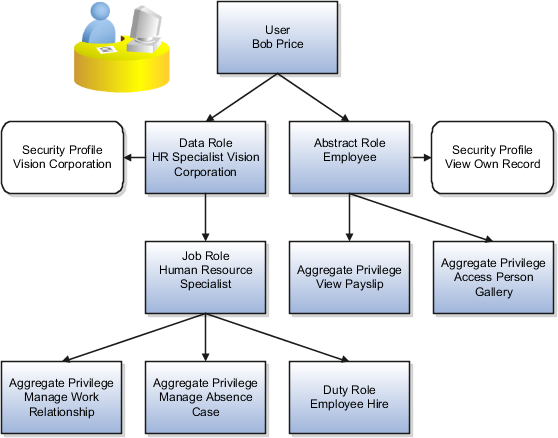 User
Bob Price
Security Profile
Vision Corporation
Data Role
HR Specialist Vision
Corporation
Abstract Role
Employee
Security Profile
View Own Record
Job Role
Human Resource
Specialist
Aggregate Privilege
View Payslip
Aggregate Privilege
Access Person
Gallery
Aggregate Privilege
Manage Work
Relationship
Aggregate Privilege
Manage Absence
Case
Duty Role
Employee Hire